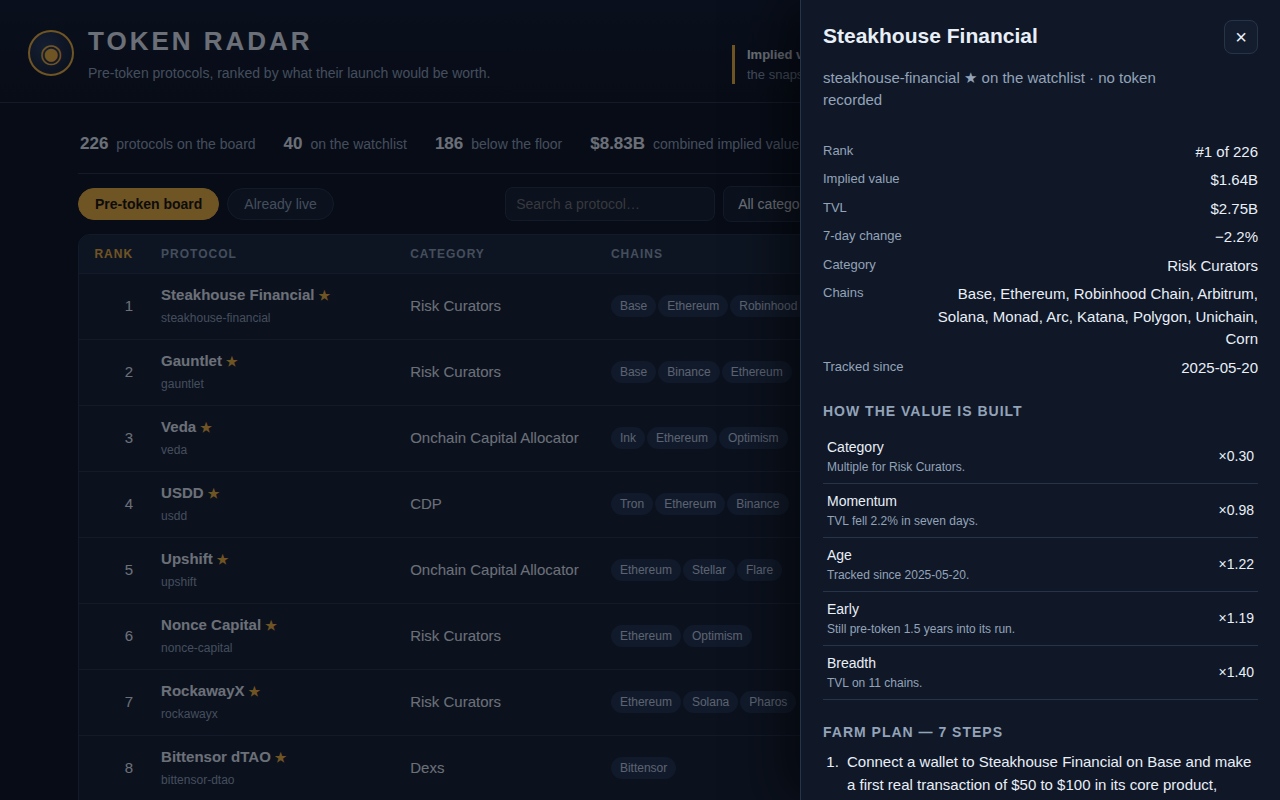 TOKEN RADAR
Pre-token protocols, ranked by what their launch would be worth.
Implied
the snaps
226 protocols on the board 40 on the watchlist 186 below the floor $8.83B combined implied value
Pre-token board
Already live
Search a protocol…
All catego
RANK PROTOCOL CATEGORY CHAINS
1 Steakhouse Financial ★ Risk Curators Base Ethereum Robinhood
steakhouse-financial
2 Gauntlet ★ Risk Curators Base Binance Ethereum
gauntlet
3 Veda ★ Onchain Capital Allocator Ink Ethereum Optimism
veda
4 USDD ★ CDP Tron Ethereum Binance
usdd
5 Upshift ★ Onchain Capital Allocator Ethereum Stellar Flare
upshift
6 Nonce Capital ★ Risk Curators Ethereum Optimism
nonce-capital
7 RockawayX ★ Risk Curators Ethereum Solana Pharos
rockawayx
8 Bittensor dTAO ★ Dexs Bittensor
bittensor-dtao
Steakhouse Financial ✕
steakhouse-financial ★ on the watchlist · no token
recorded
Rank #1 of 226
Implied value $1.64B
TVL $2.75B
7-day change −2.2%
Category Risk Curators
Chains Base, Ethereum, Robinhood Chain, Arbitrum,
Solana, Monad, Arc, Katana, Polygon, Unichain,
Corn
Tracked since 2025-05-20
HOW THE VALUE IS BUILT
Category ×0.30
Multiple for Risk Curators.
Momentum ×0.98
TVL fell 2.2% in seven days.
Age ×1.22
Tracked since 2025-05-20.
Early ×1.19
Still pre-token 1.5 years into its run.
Breadth ×1.40
TVL on 11 chains.
FARM PLAN — 7 STEPS
1. Connect a wallet to Steakhouse Financial on Base and make
a first real transaction of $50 to $100 in its core product,